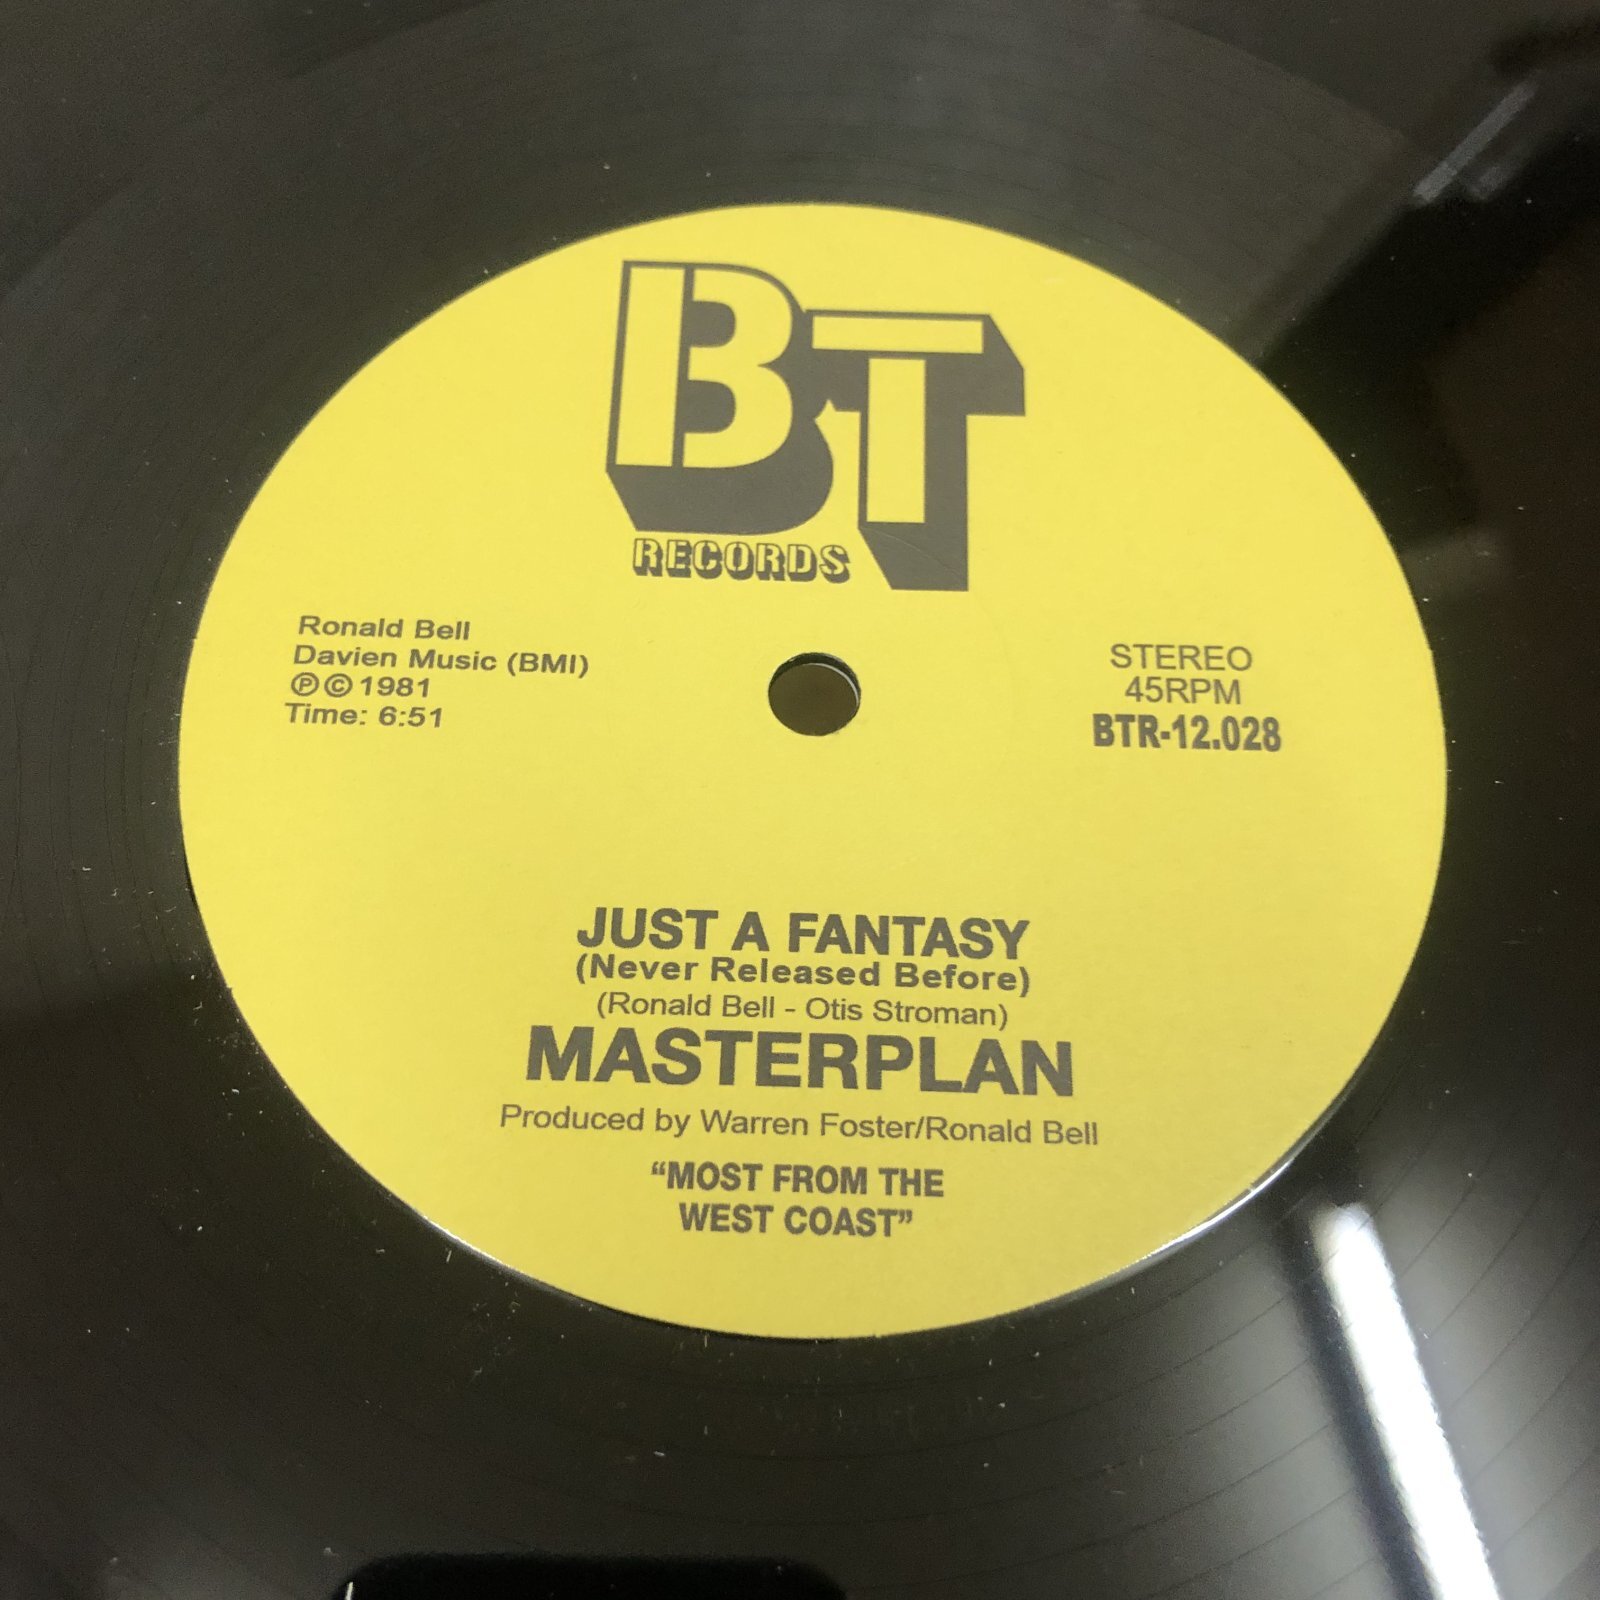 BT
RECORDS
Ronald Bell
Davien Music (BMI)
℗©1981
Time: 6:51
STEREO
45RPM
BTR-12.028
JUST A FANTASY
(Never Released Before)
(Ronald Bell - Otis Stroman)
MASTERPLAN
Produced by Warren Foster/Ronald Bell
“MOST FROM THE
WEST COAST”